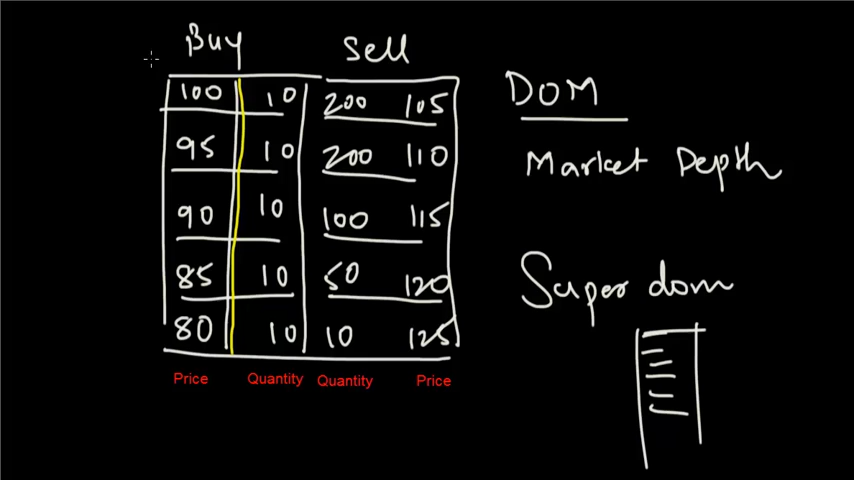 Buy Sell
100 10 200 105
95 10 200 110
90 10 100 115
85 10 50 120
80 10 10 125
Price Quantity Quantity Price
DOM
Market Depth
Super dom